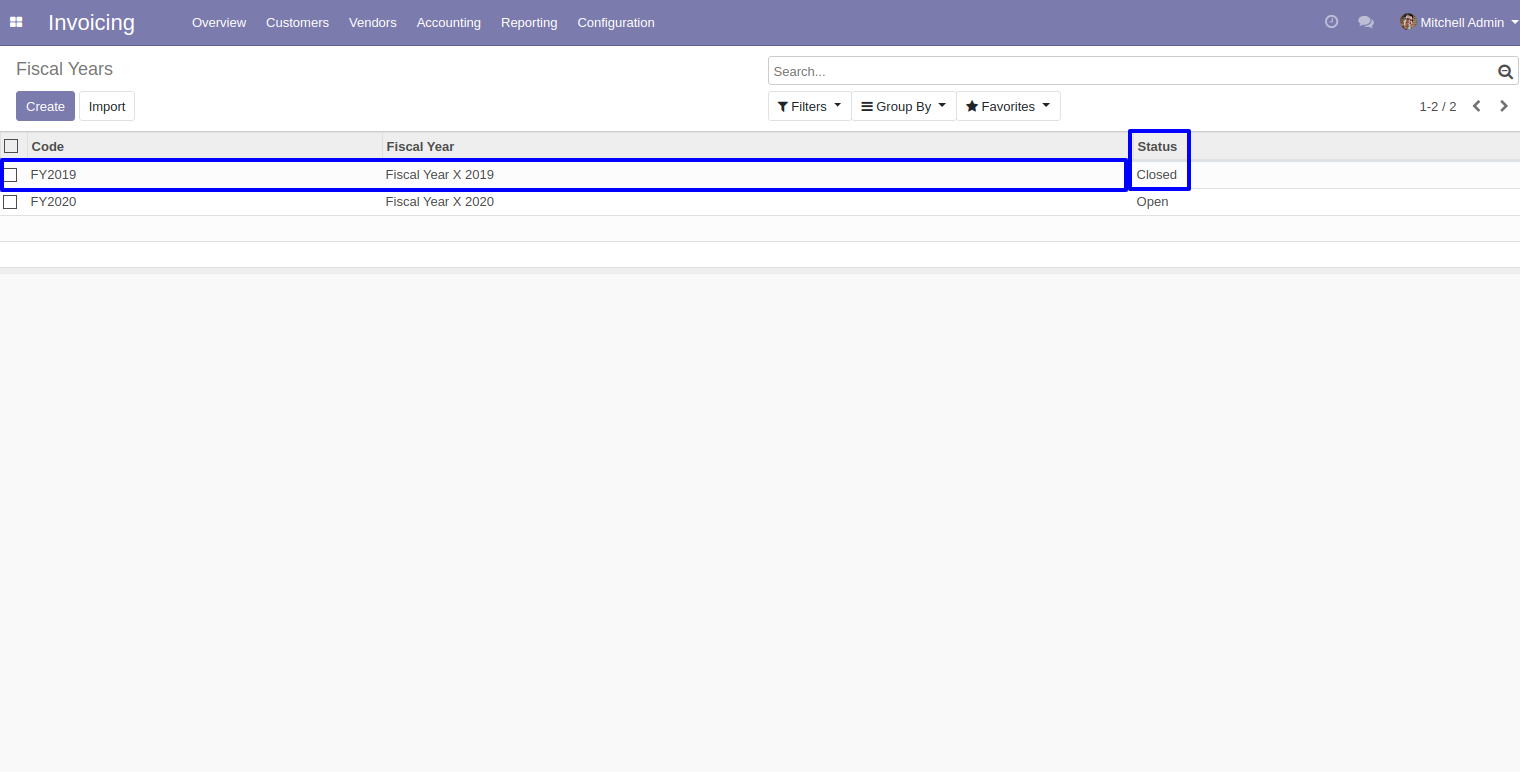 Invoicing Overview Customers Vendors Accounting Reporting Configuration Mitchell Admin
Fiscal Years
Search...
Create Import Filters Group By Favorites 1-2 / 2
Code Fiscal Year Status
FY2019 Fiscal Year X 2019 Closed
FY2020 Fiscal Year X 2020 Open